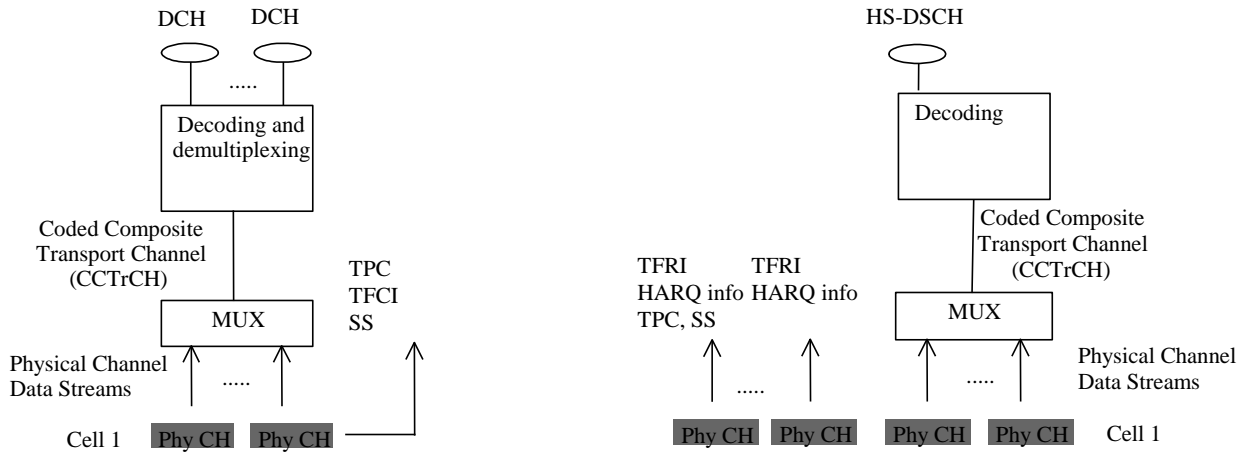 DCH
DCH
.....
Decoding and
demultiplexing
Coded Composite
Transport Channel
(CCTrCH)
TPC
TFCI
SS
MUX
Physical Channel
Data Streams
.....
Cell 1
Phy CH
Phy CH
HS-DSCH
Decoding
Coded Composite
Transport Channel
(CCTrCH)
TFRI
HARQ info
TPC, SS
TFRI
HARQ info
MUX
Physical Channel
Data Streams
.....
.....
Phy CH
Phy CH
Phy CH
Phy CH
Cell 1